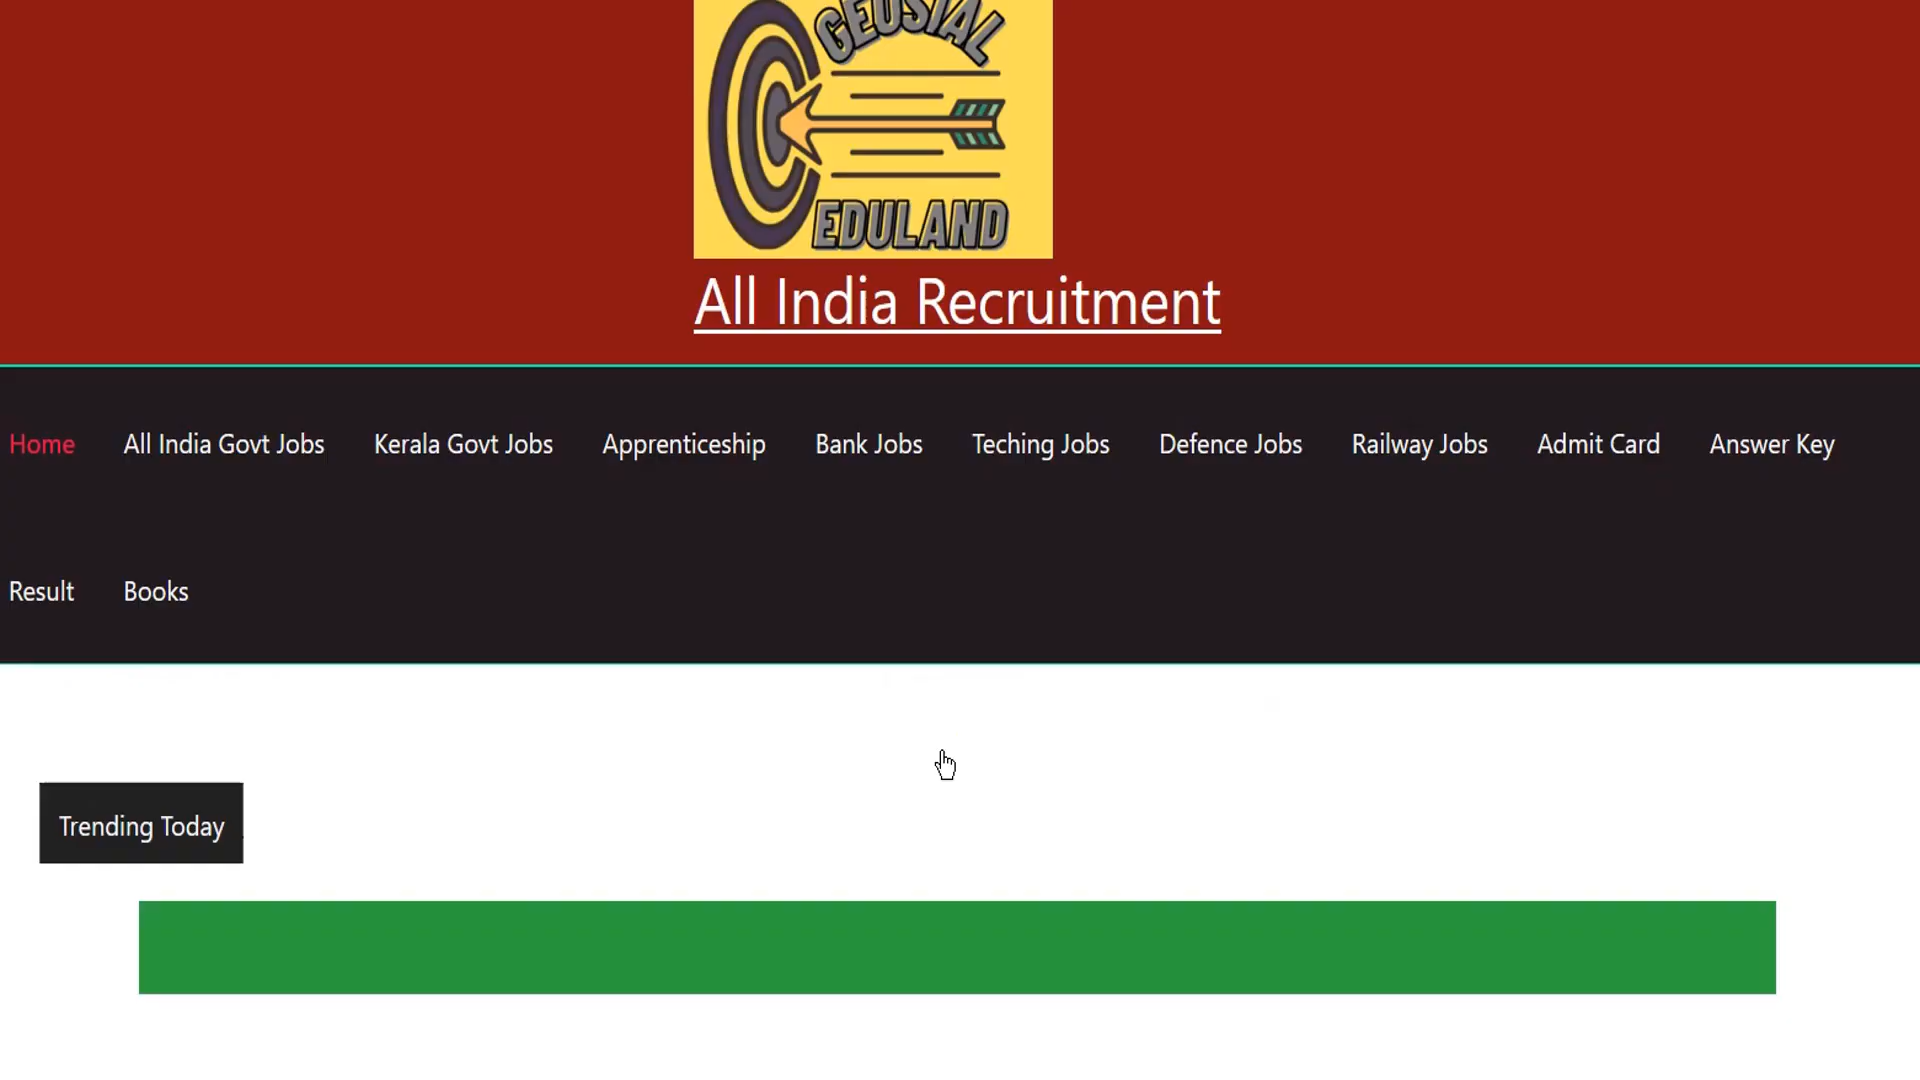 GEUSIAL
EDULAND
All India Recruitment
Home All India Govt Jobs Kerala Govt Jobs Apprenticeship Bank Jobs Teching Jobs Defence Jobs Railway Jobs Admit Card Answer Key
Result Books
Trending Today